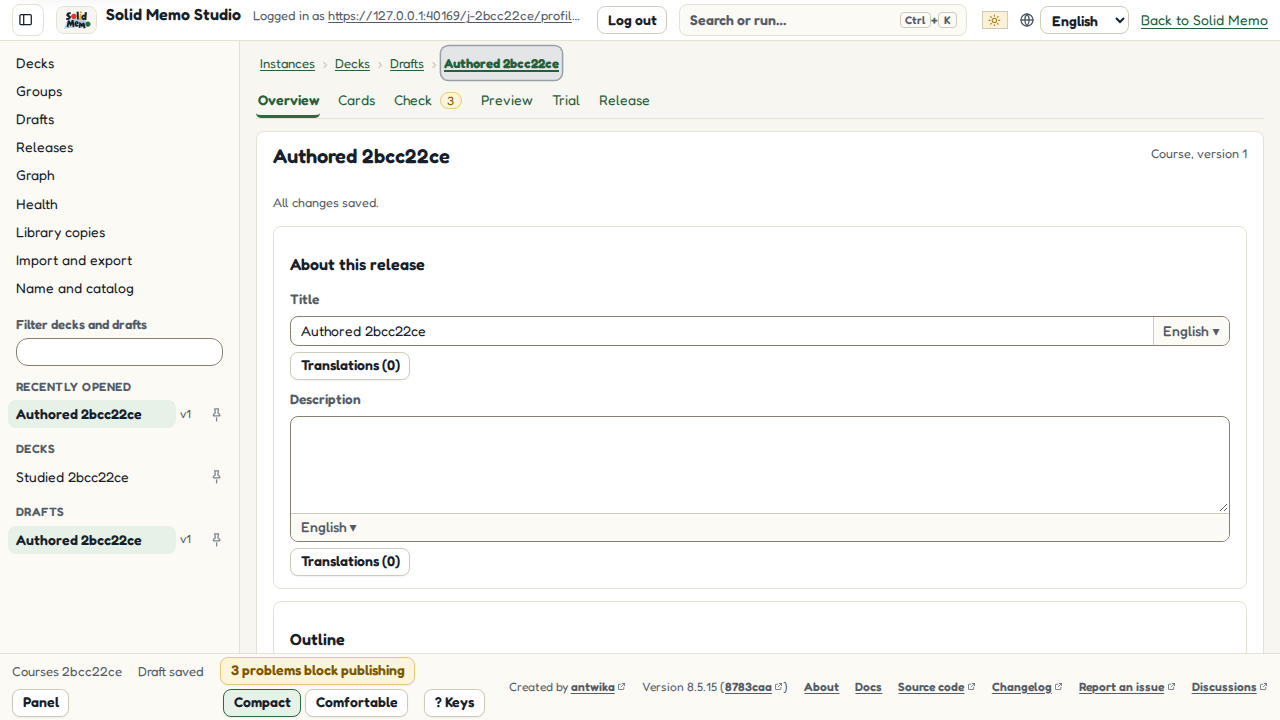 Solid Memo
Solid Memo Studio
Logged in as https://127.0.0.1:40169/j-2bcc22ce/profil...
Log out
Search or run...
Ctrl+K
English
Back to Solid Memo
Decks
Groups
Drafts
Releases
Graph
Health
Library copies
Import and export
Name and catalog
Filter decks and drafts
RECENTLY OPENED
Authored 2bcc22ce v1
DECKS
Studied 2bcc22ce
DRAFTS
Authored 2bcc22ce v1
Instances › Decks › Drafts › Authored 2bcc22ce
Overview Cards Check 3 Preview Trial Release
Authored 2bcc22ce
Course, version 1
All changes saved.
About this release
Title
Authored 2bcc22ce English ▾
Translations (0)
Description
English ▾
Translations (0)
Outline
Courses 2bcc22ce Draft saved 3 problems block publishing
Panel Compact Comfortable ? Keys
Created by antwika Version 8.5.15 (8783caa) About Docs Source code Changelog Report an issue Discussions